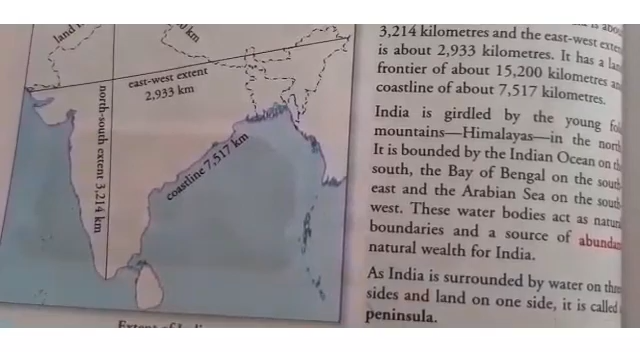 land
km
east-west extent
2,933 km
north-south extent 3,214 km
coastline 7,517 km
3,214 kilometres and the east-west
is about 2,933 kilometres. It has a
frontier of about 15,200 kilometres
coastline of about 7,517 kilometres.
India is girdled by the young
mountains—Himalayas—in the
It is bounded by the Indian Ocean on
south, the Bay of Bengal on the
east and the Arabian Sea on the
west. These water bodies act as
boundaries and a source of
natural wealth for India.
As India is surrounded by water on
sides and land on one side, it is called
peninsula.